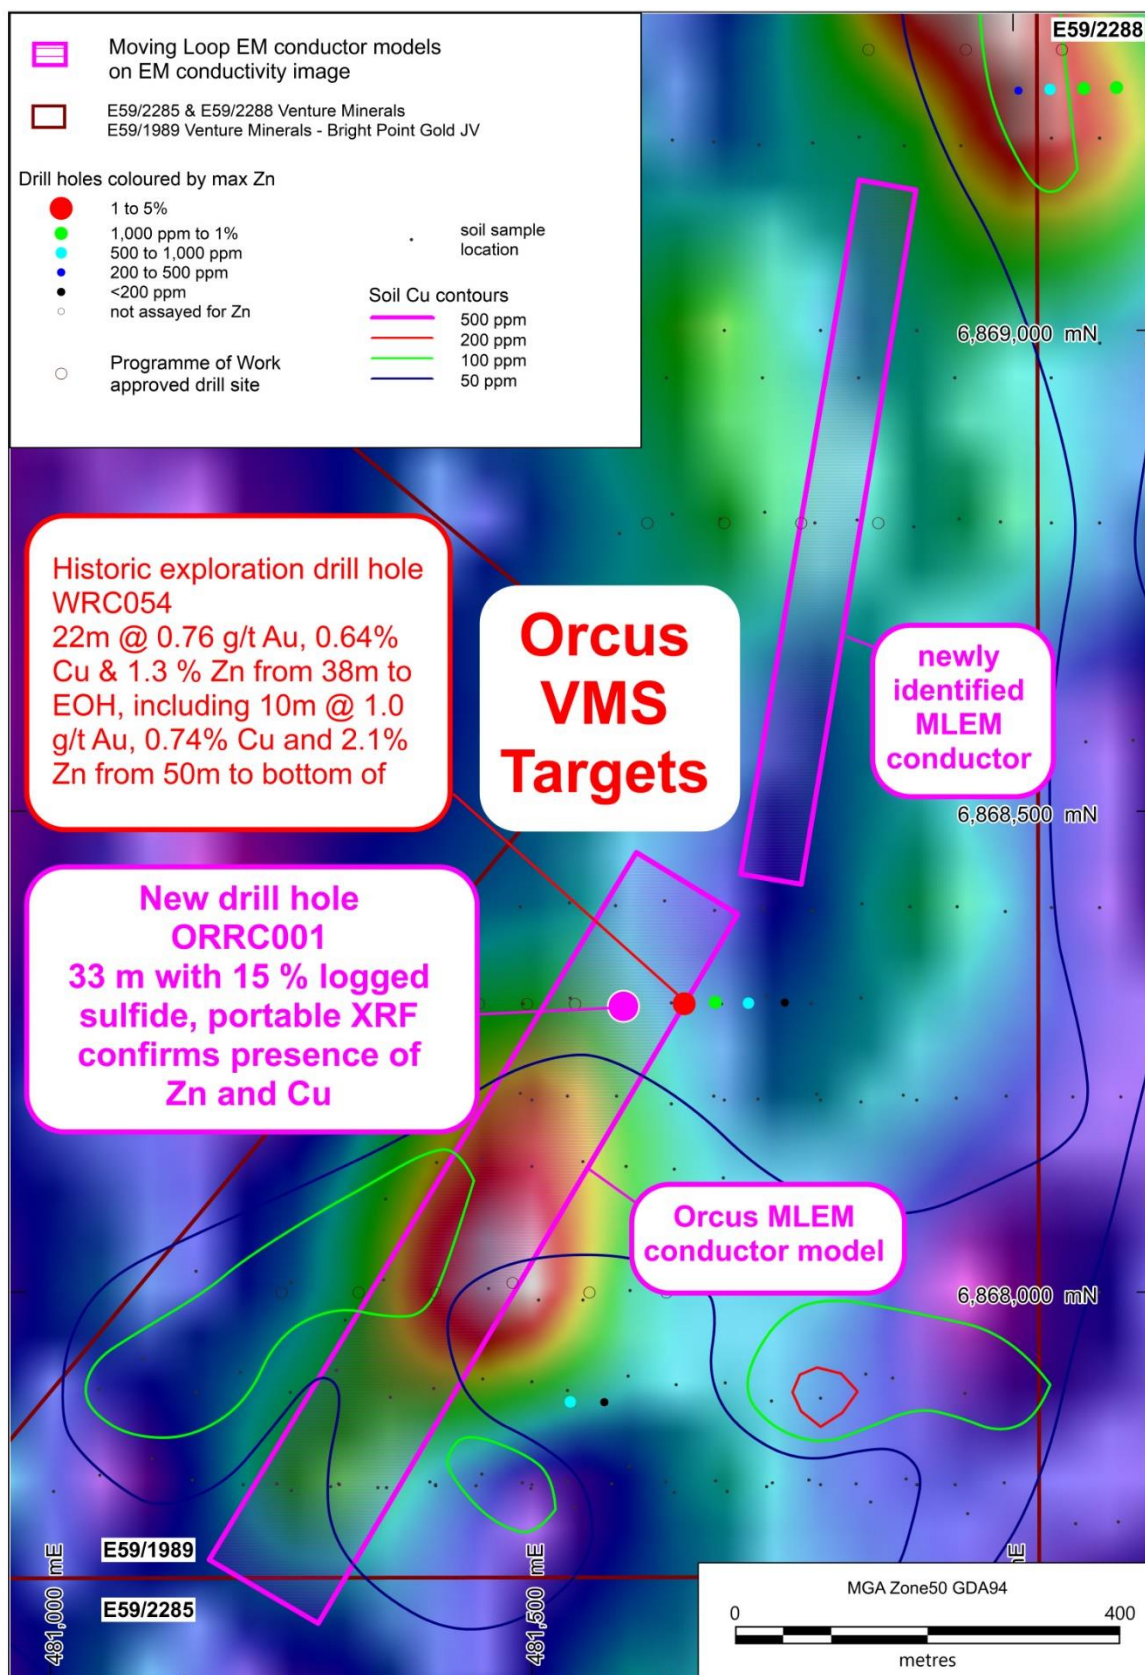 Moving Loop EM conductor models
on EM conductivity image
E59/2285 & E59/2288 Venture Minerals
E59/1989 Venture Minerals - Bright Point Gold JV
Drill holes coloured by max Zn
1 to 5%
1,000 ppm to 1%
500 to 1,000 ppm
200 to 500 ppm
<200 ppm
not assayed for Zn
Programme of Work
approved drill site
soil sample
location
Soil Cu contours
500 ppm
200 ppm
100 ppm
50 ppm
E59/2288
6,869,000 mN
Historic exploration drill hole
WRC054
22m @ 0.76 g/t Au, 0.64%
Cu & 1.3 % Zn from 38m to
EOH, including 10m @ 1.0
g/t Au, 0.74% Cu and 2.1%
Zn from 50m to bottom of
Orcus
VMS
Targets
newly
identified
MLEM
conductor
6,868,500 mN
New drill hole
ORRC001
33 m with 15 % logged
sulfide, portable XRF
confirms presence of
Zn and Cu
Orcus MLEM
conductor model
6,868,000 mN
E59/1989
E59/2285
481,000 mE
481,500 mE
mE
MGA Zone50 GDA94
0 400
metres